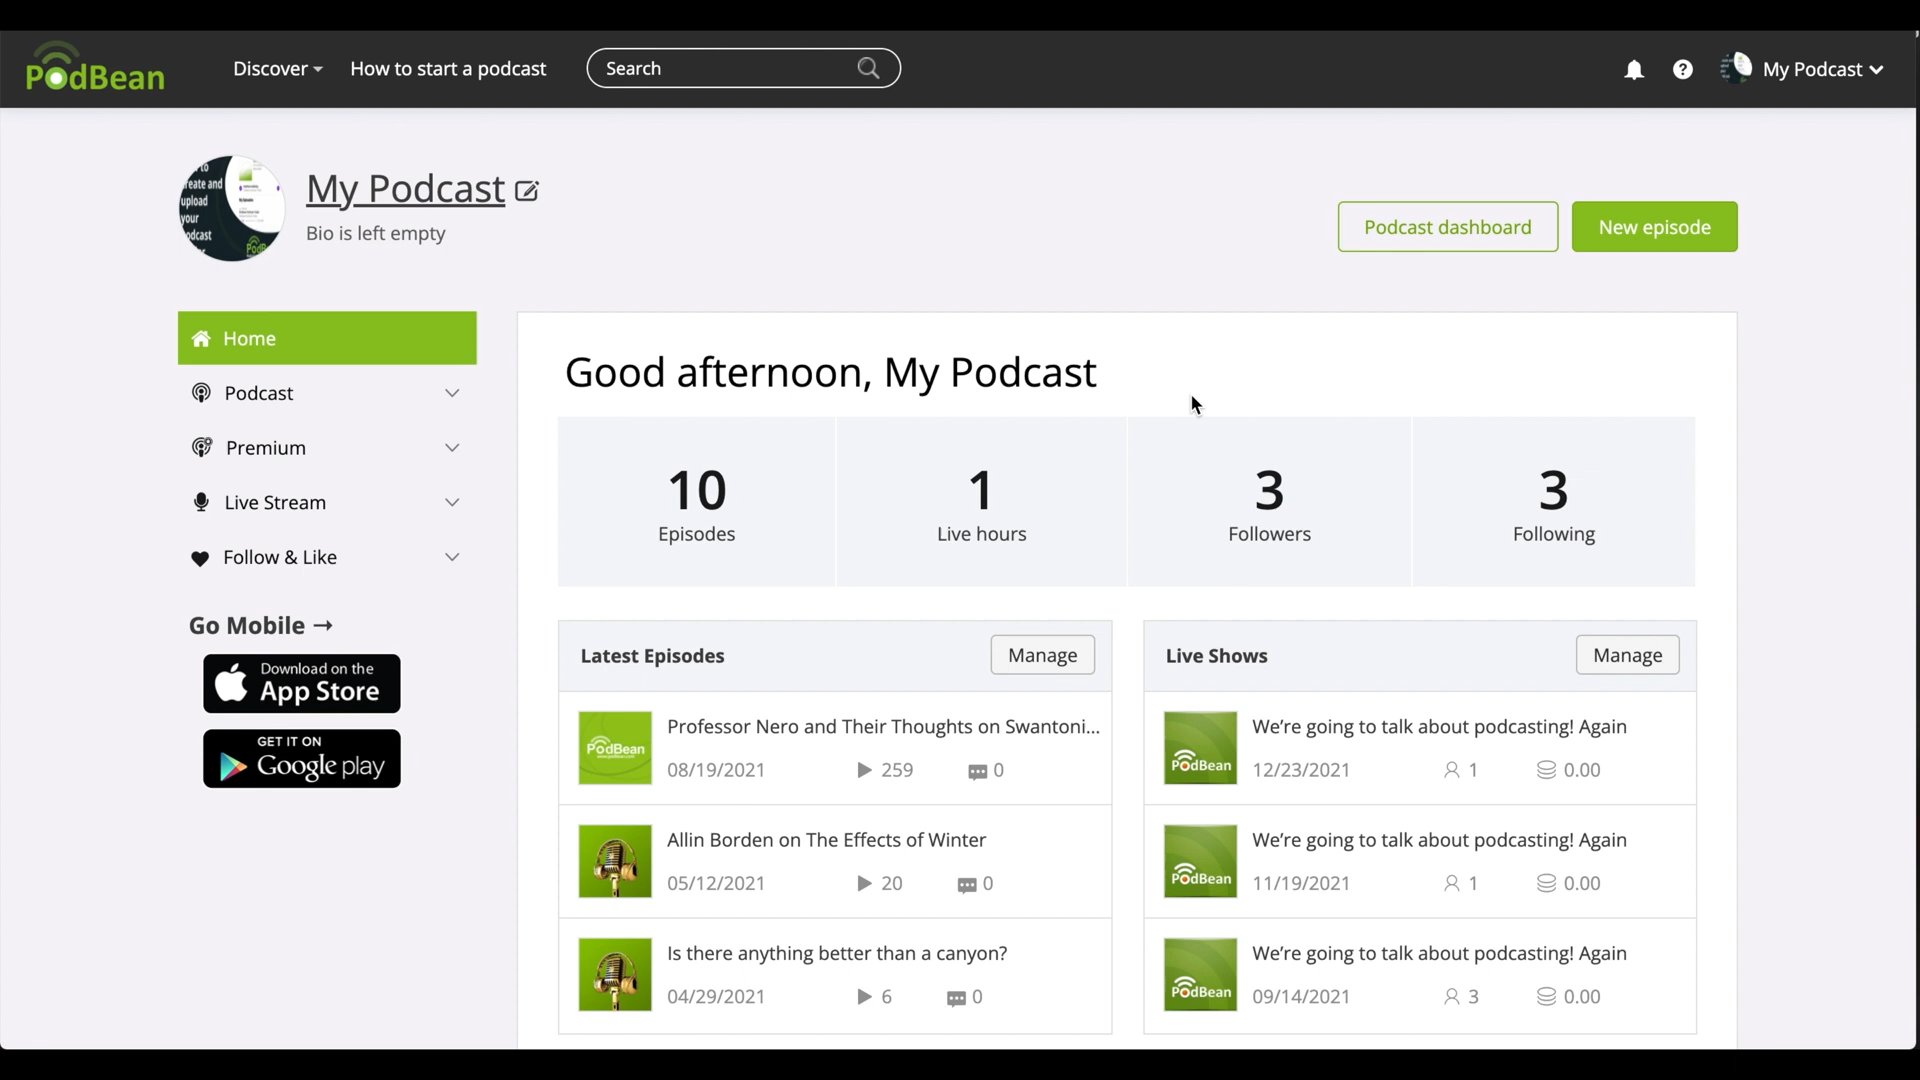 PodBean
Discover
How to start a podcast
Search
My Podcast
My Podcast
Bio is left empty
Podcast dashboard
New episode
Home
Podcast
Premium
Live Stream
Follow & Like
Go Mobile →
Download on the
App Store
GET IT ON
Google play
Good afternoon, My Podcast
10
Episodes
1
Live hours
3
Followers
3
Following
Latest Episodes
Manage
PodBean
Professor Nero and Their Thoughts on Swantoni...
08/19/2021 259 0
Allin Borden on The Effects of Winter
05/12/2021 20 0
Is there anything better than a canyon?
04/29/2021 6 0
Live Shows
Manage
PodBean
We're going to talk about podcasting! Again
12/23/2021 1 0.00
PodBean
We're going to talk about podcasting! Again
11/19/2021 1 0.00
PodBean
We're going to talk about podcasting! Again
09/14/2021 3 0.00